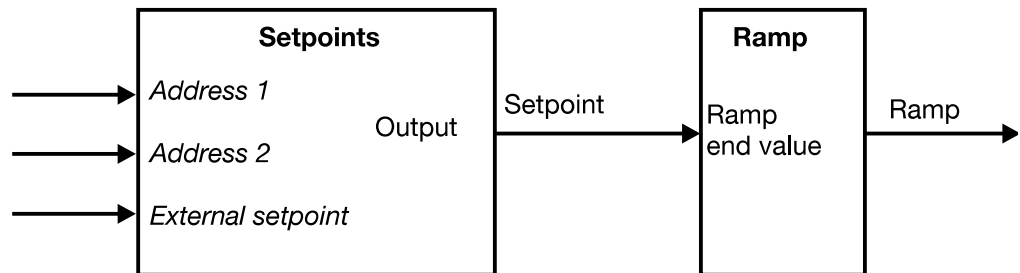 Setpoints
Address 1
Address 2
External setpoint
Output
Setpoint
Ramp
Ramp
end value
Ramp